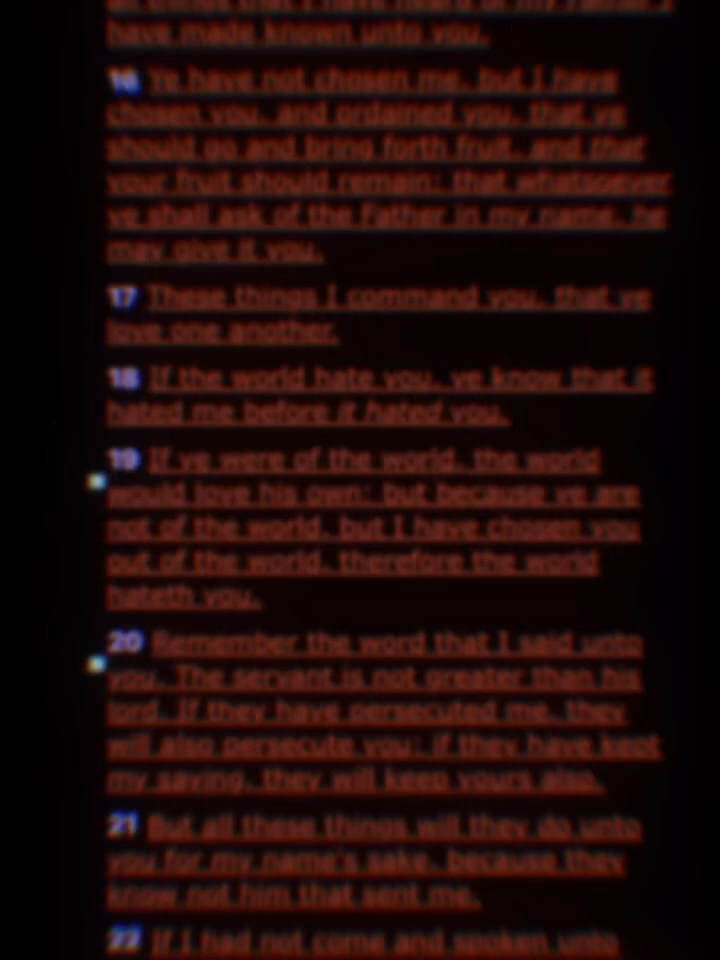 all things that I have heard of my Father I
have made known unto you.
16 Ye have not chosen me, but I have
chosen you, and ordained you, that ye
should go and bring forth fruit, and that
your fruit should remain: that whatsoever
ye shall ask of the Father in my name, he
may give it you.
17 These things I command you, that ye
love one another.
18 If the world hate you, ye know that it
hated me before it hated you.
19 If ye were of the world, the world
would love his own: but because ye are
not of the world, but I have chosen you
out of the world, therefore the world
hateth you.
20 Remember the word that I said unto
you, The servant is not greater than his
lord. If they have persecuted me, they
will also persecute you; if they have kept
my saying, they will keep yours also.
21 But all these things will they do unto
you for my name's sake, because they
know not him that sent me.
22 If I had not come and spoken unto